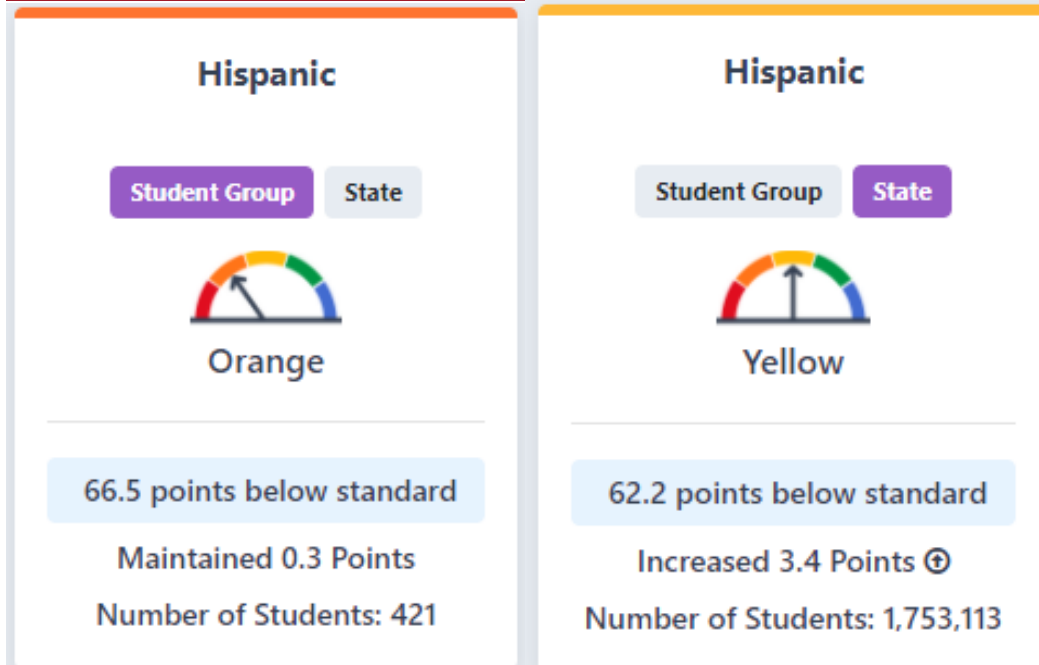 Hispanic
Student Group State
Orange
66.5 points below standard
Maintained 0.3 Points
Number of Students: 421
Hispanic
Student Group State
Yellow
62.2 points below standard
Increased 3.4 Points
Number of Students: 1,753,113